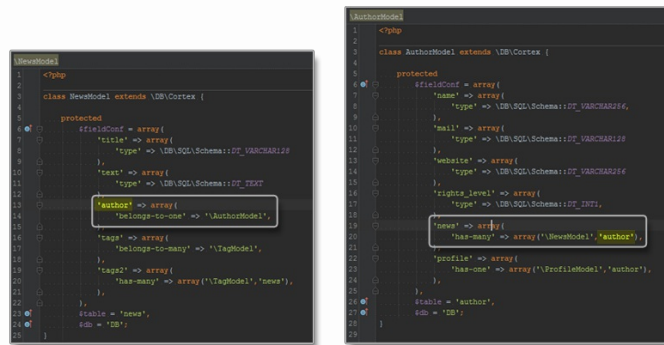 \NewsModel
1 <?php
2
3 class NewsModel extends \DB\Cortex {
4
5 protected
6 $fieldConf = array(
7 'title' => array(
8 'type' => \DB\SQL\Schema::DT_VARCHAR128
9 ),
10 'text' => array(
11 'type' => \DB\SQL\Schema::DT_TEXT
12 ),
13 'author' => array(
14 'belongs-to-one' => '\AuthorModel',
15 ),
16 'tags' => array(
17 'belongs-to-many' => '\TagModel',
18 ),
19 'tags2' => array(
20 'has-many' => array('\TagModel','news'),
21 ),
22 ),
23 $table = 'news',
24 $db = 'DB';
25 }
\AuthorModel
1 <?php
2
3 class AuthorModel extends \DB\Cortex {
4
5 protected
6 $fieldConf = array(
7 'name' => array(
8 'type' => \DB\SQL\Schema::DT_VARCHAR256,
9 ),
10 'mail' => array(
11 'type' => \DB\SQL\Schema::DT_VARCHAR128
12 ),
13 'website' => array(
14 'type' => \DB\SQL\Schema::DT_VARCHAR256
15 ),
16 'rights_level' => array(
17 'type' => \DB\SQL\Schema::DT_INT1,
18 ),
19 'news' => array(
20 'has-many' => array('\NewsModel','author'),
21 ),
22 'profile' => array(
23 'has-one' => array('\ProfileModel','author'),
24 ),
25 ),
26 $table = 'author',
27 $db = 'DB';
28 }
29